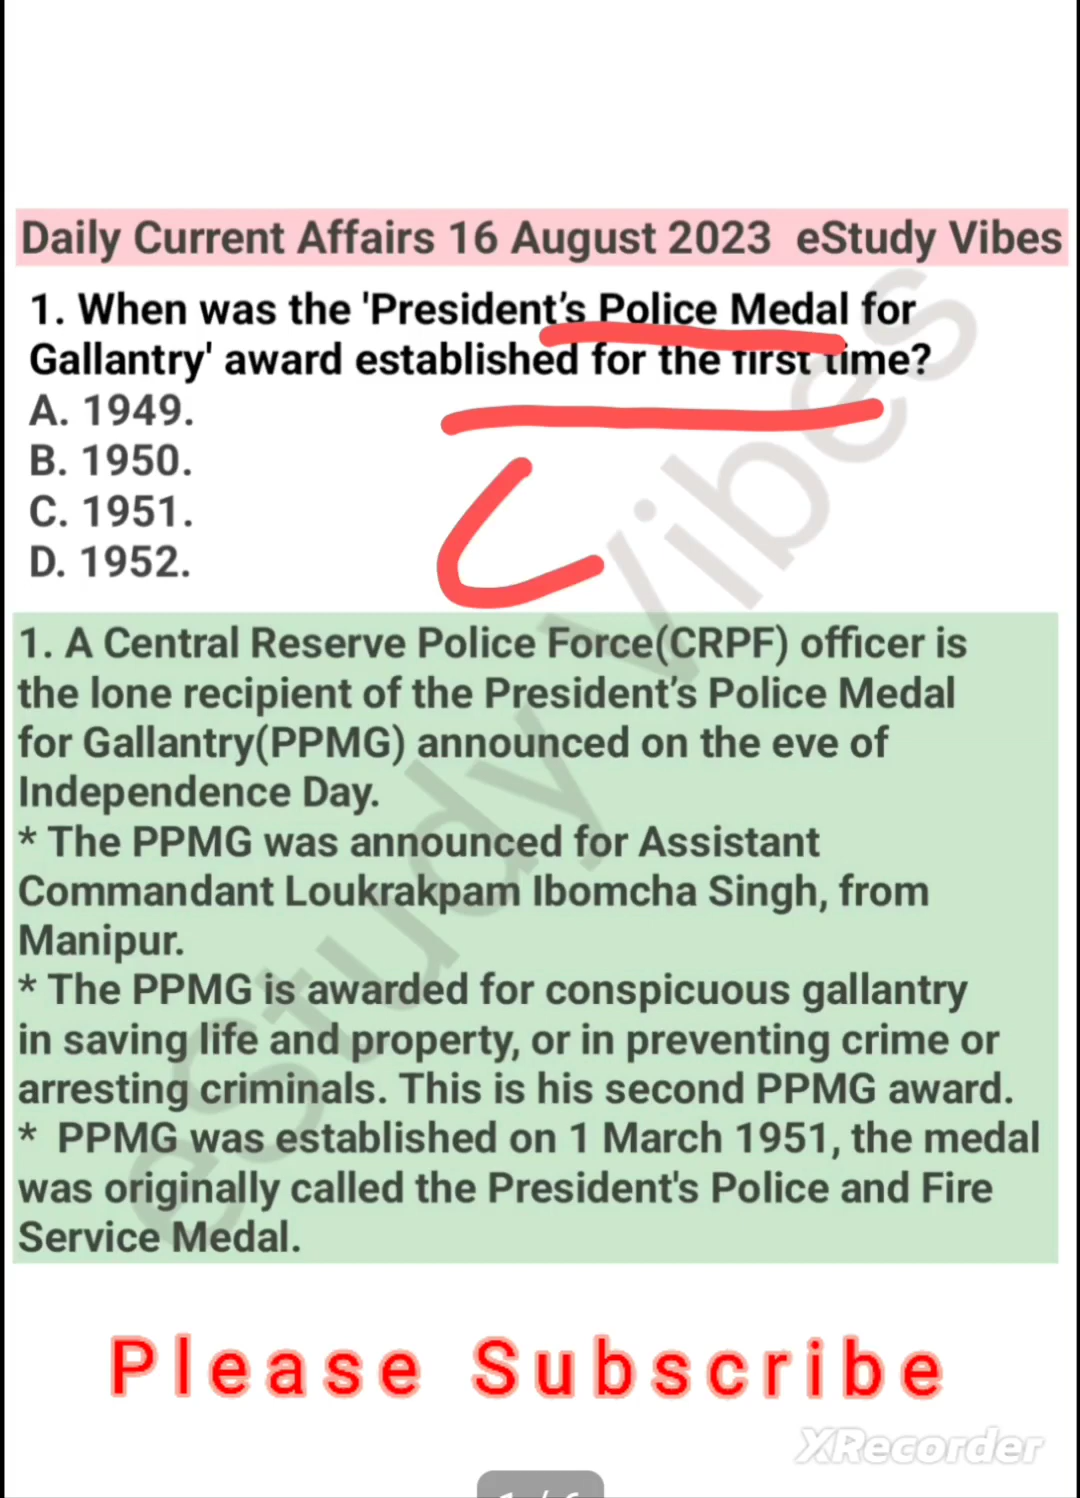 Daily Current Affairs 16 August 2023 eStudy Vibes
1. When was the 'President’s Police Medal for
Gallantry' award established for the first time?
A. 1949.
B. 1950.
C. 1951.
D. 1952.
C
1. A Central Reserve Police Force(CRPF) officer is
the lone recipient of the President’s Police Medal
for Gallantry(PPMG) announced on the eve of
Independence Day.
* The PPMG was announced for Assistant
Commandant Loukrakpam Ibomcha Singh, from
Manipur.
* The PPMG is awarded for conspicuous gallantry
in saving life and property, or in preventing crime or
arresting criminals. This is his second PPMG award.
* PPMG was established on 1 March 1951, the medal
was originally called the President's Police and Fire
Service Medal.
eStudy Vibes
Please Subscribe
XRecorder